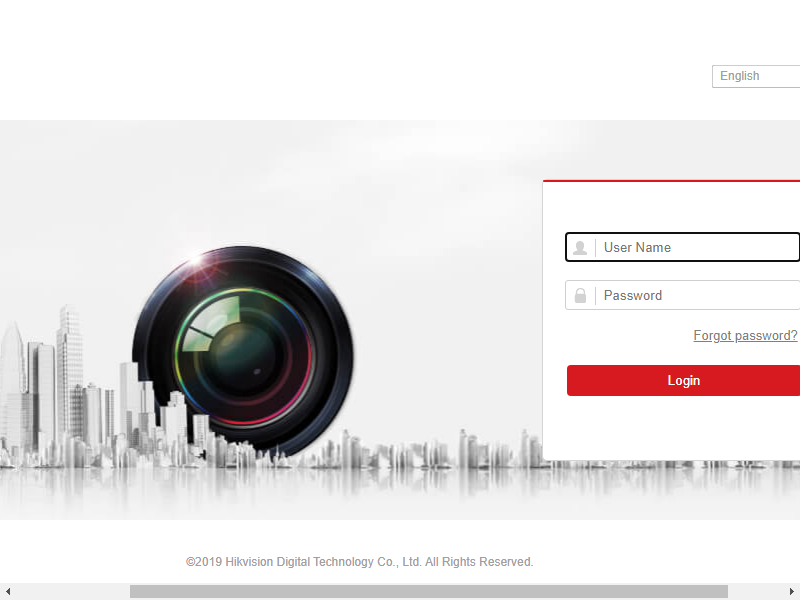 English
User Name
Password
Forgot password?
Login
©2019 Hikvision Digital Technology Co., Ltd. All Rights Reserved.